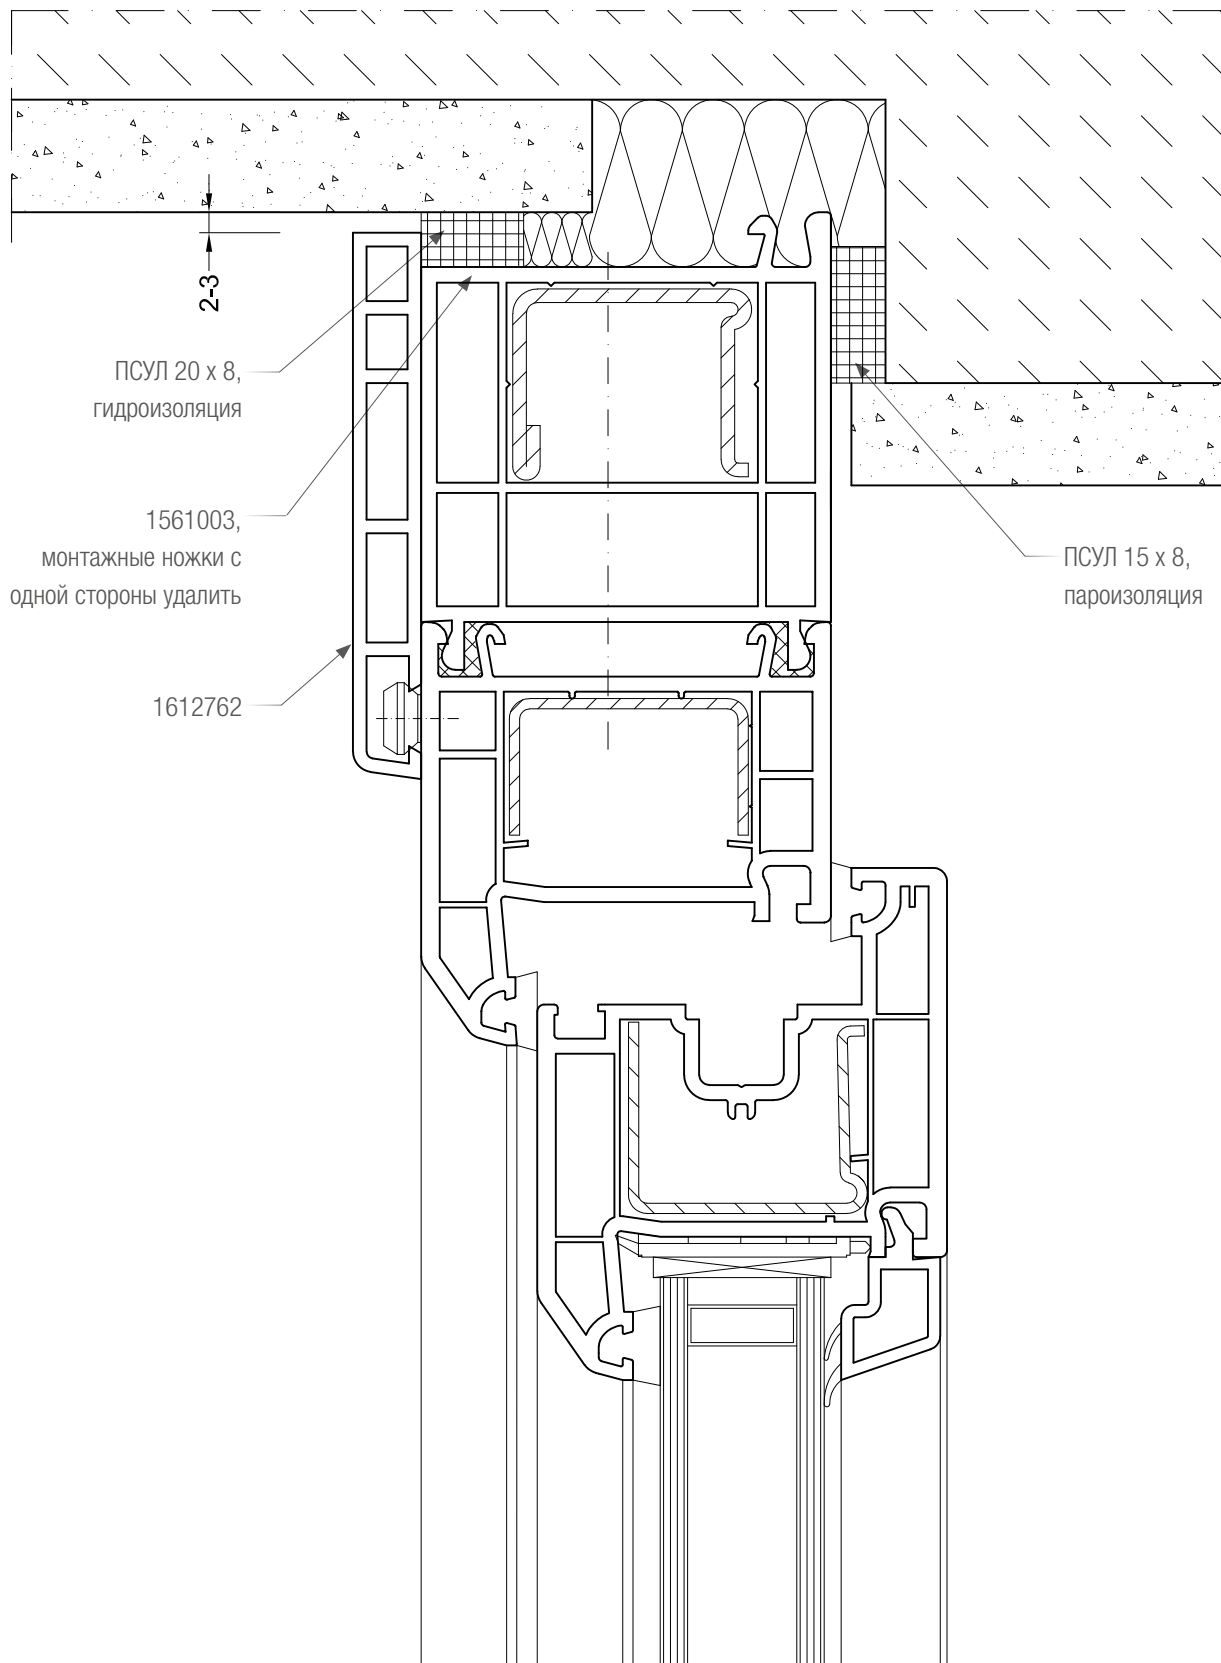 2-3
ПСУЛ 20 x 8,
гидроизоляция
1561003,
монтажные ножки с
одной стороны удалить
ПСУЛ 15 x 8,
пароизоляция
1612762